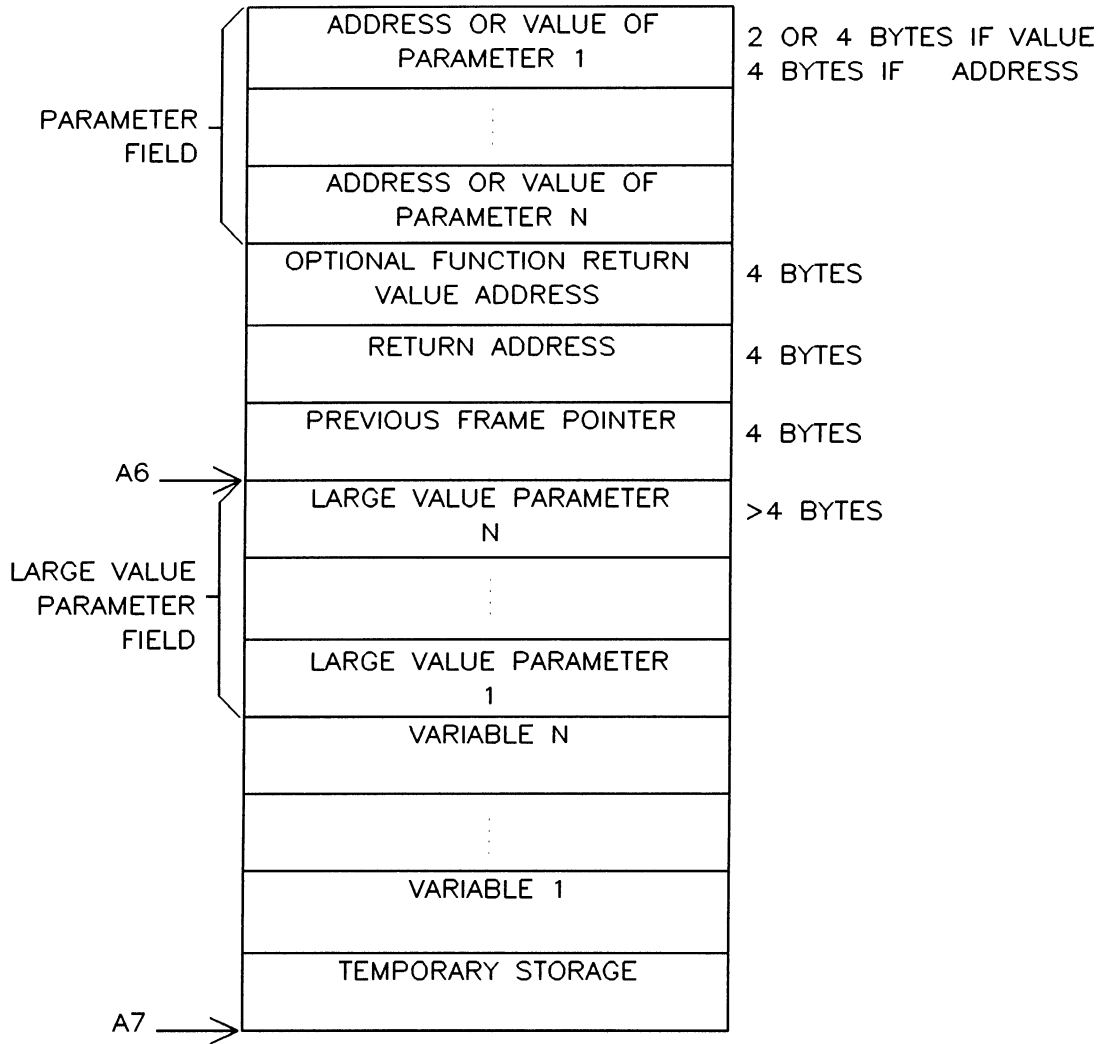 ADDRESS OR VALUE OF
PARAMETER 1
2 OR 4 BYTES IF VALUE
4 BYTES IF ADDRESS
PARAMETER
FIELD
ADDRESS OR VALUE OF
PARAMETER N
OPTIONAL FUNCTION RETURN
VALUE ADDRESS
4 BYTES
RETURN ADDRESS
4 BYTES
PREVIOUS FRAME POINTER
4 BYTES
A6
LARGE VALUE PARAMETER
N
>4 BYTES
LARGE VALUE
PARAMETER
FIELD
LARGE VALUE PARAMETER
1
VARIABLE N
VARIABLE 1
TEMPORARY STORAGE
A7